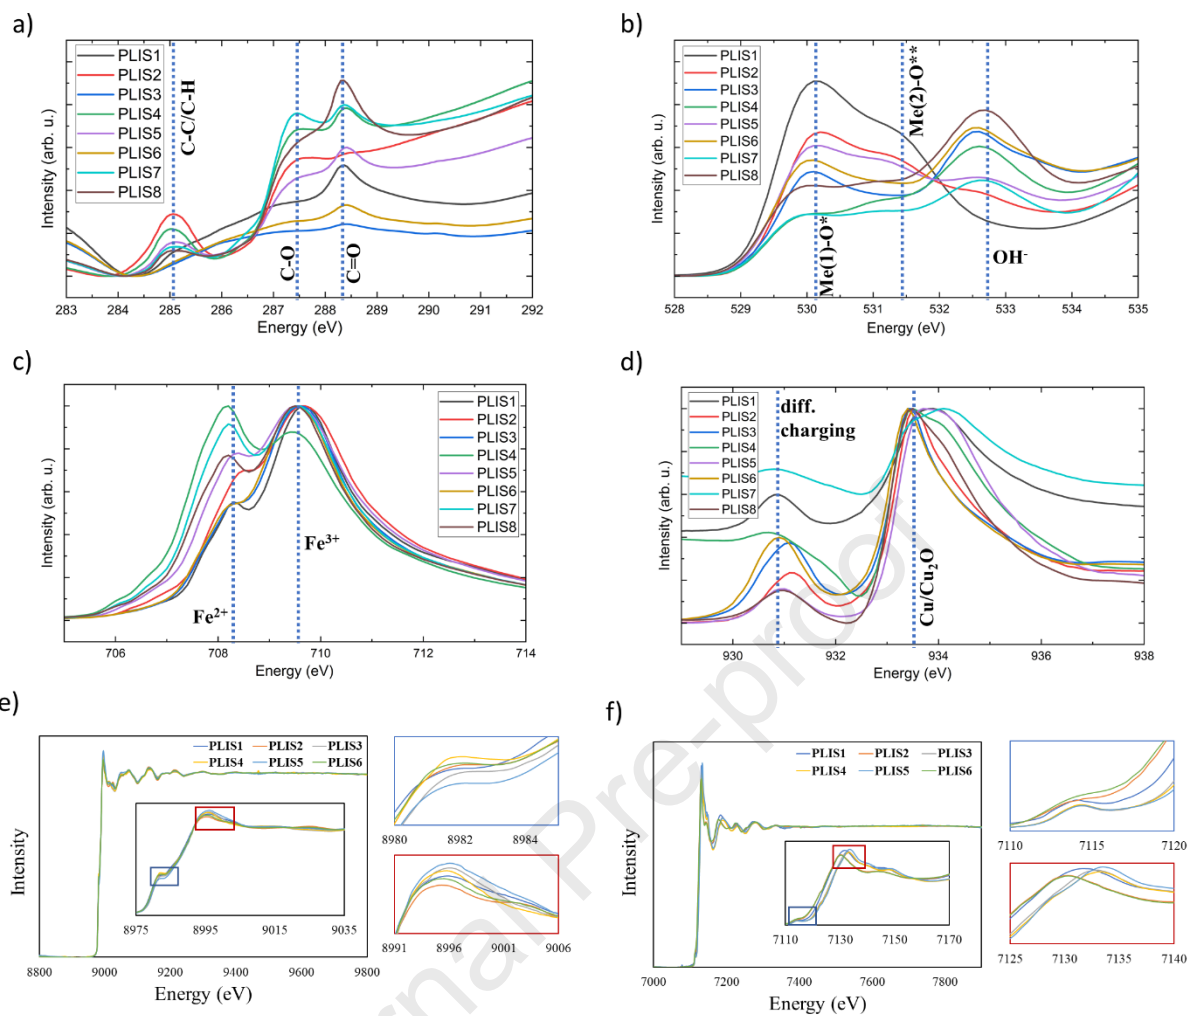 a)
PLIS1
PLIS2
PLIS3
PLIS4
PLIS5
PLIS6
PLIS7
PLIS8
C-C/C-H
C-O
C=O
Intensity (arb. u.)
283 284 285 286 287 288 289 290 291 292
Energy (eV)
b)
PLIS1
PLIS2
PLIS3
PLIS4
PLIS5
PLIS6
PLIS7
PLIS8
Me(1)-O*
Me(2)-O**
OH-
Intensity (arb. u.)
528 529 530 531 532 533 534 535
Energy (eV)
c)
PLIS1
PLIS2
PLIS3
PLIS4
PLIS5
PLIS6
PLIS7
PLIS8
Fe2+
Fe3+
Intensity (arb. u.)
706 708 710 712 714
Energy (eV)
d)
PLIS1
PLIS2
PLIS3
PLIS4
PLIS5
PLIS6
PLIS7
PLIS8
diff.
charging
Cu/Cu2O
Intensity (arb. u.)
930 932 934 936 938
Energy (eV)
e)
PLIS1 PLIS2 PLIS3
PLIS4 PLIS5 PLIS6
Intensity
8975 8995 9015 9035
8800 9000 9200 9400 9600 9800
Energy (eV)
8980 8982 8984
8991 8996 9001 9006
f)
PLIS1 PLIS2 PLIS3
PLIS4 PLIS5 PLIS6
Intensity
7110 7130 7150 7170
7000 7200 7400 7600 7800
Energy (eV)
7110 7115 7120
7125 7131 7134 7140
rnal Pre-proof